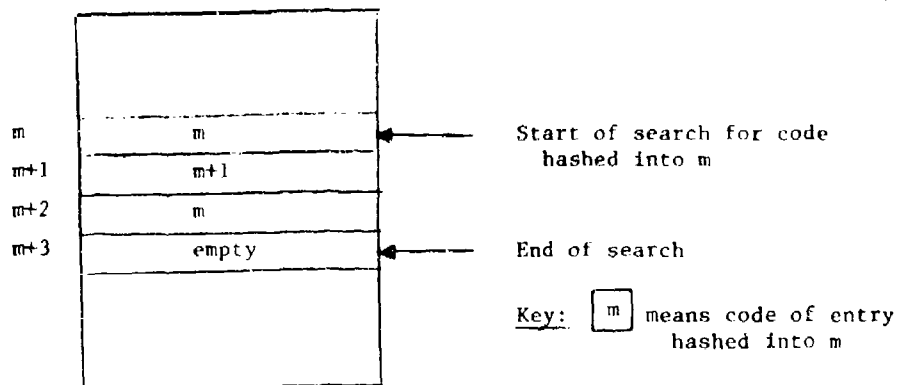 m m Start of search for code
hashed into m
m+1 m+1
m+2 m
m+3 empty End of search
Key: m means code of entry
hashed into m